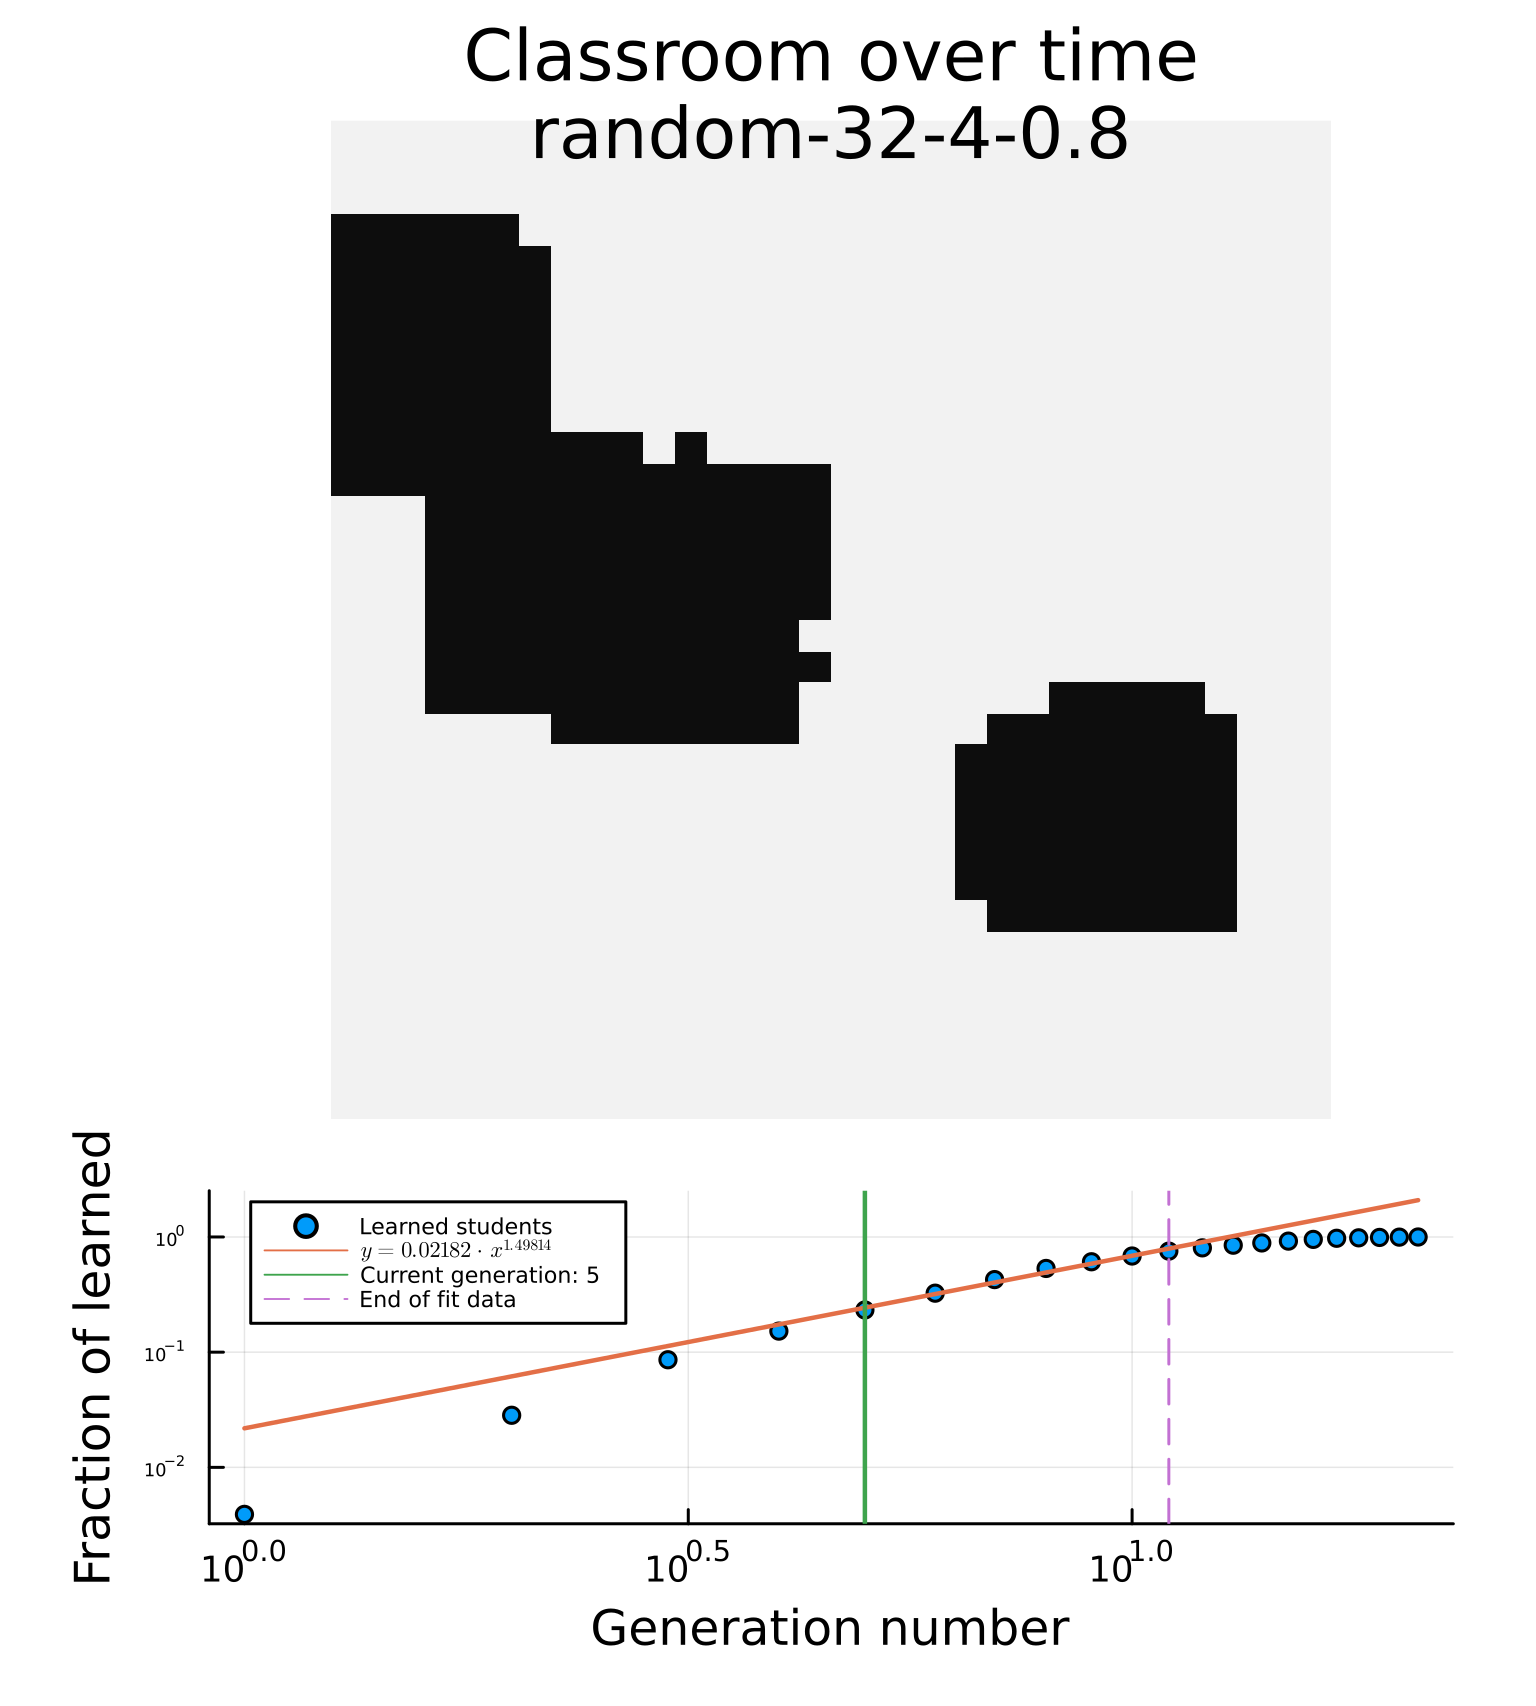 Classroom over time
random-32-4-0.8
Fraction of learned
10⁰
10⁻¹
10⁻²
Learned students
y = 0.02182 · x^1.49814
Current generation: 5
End of fit data
10^0.0
10^0.5
10^1.0
Generation number